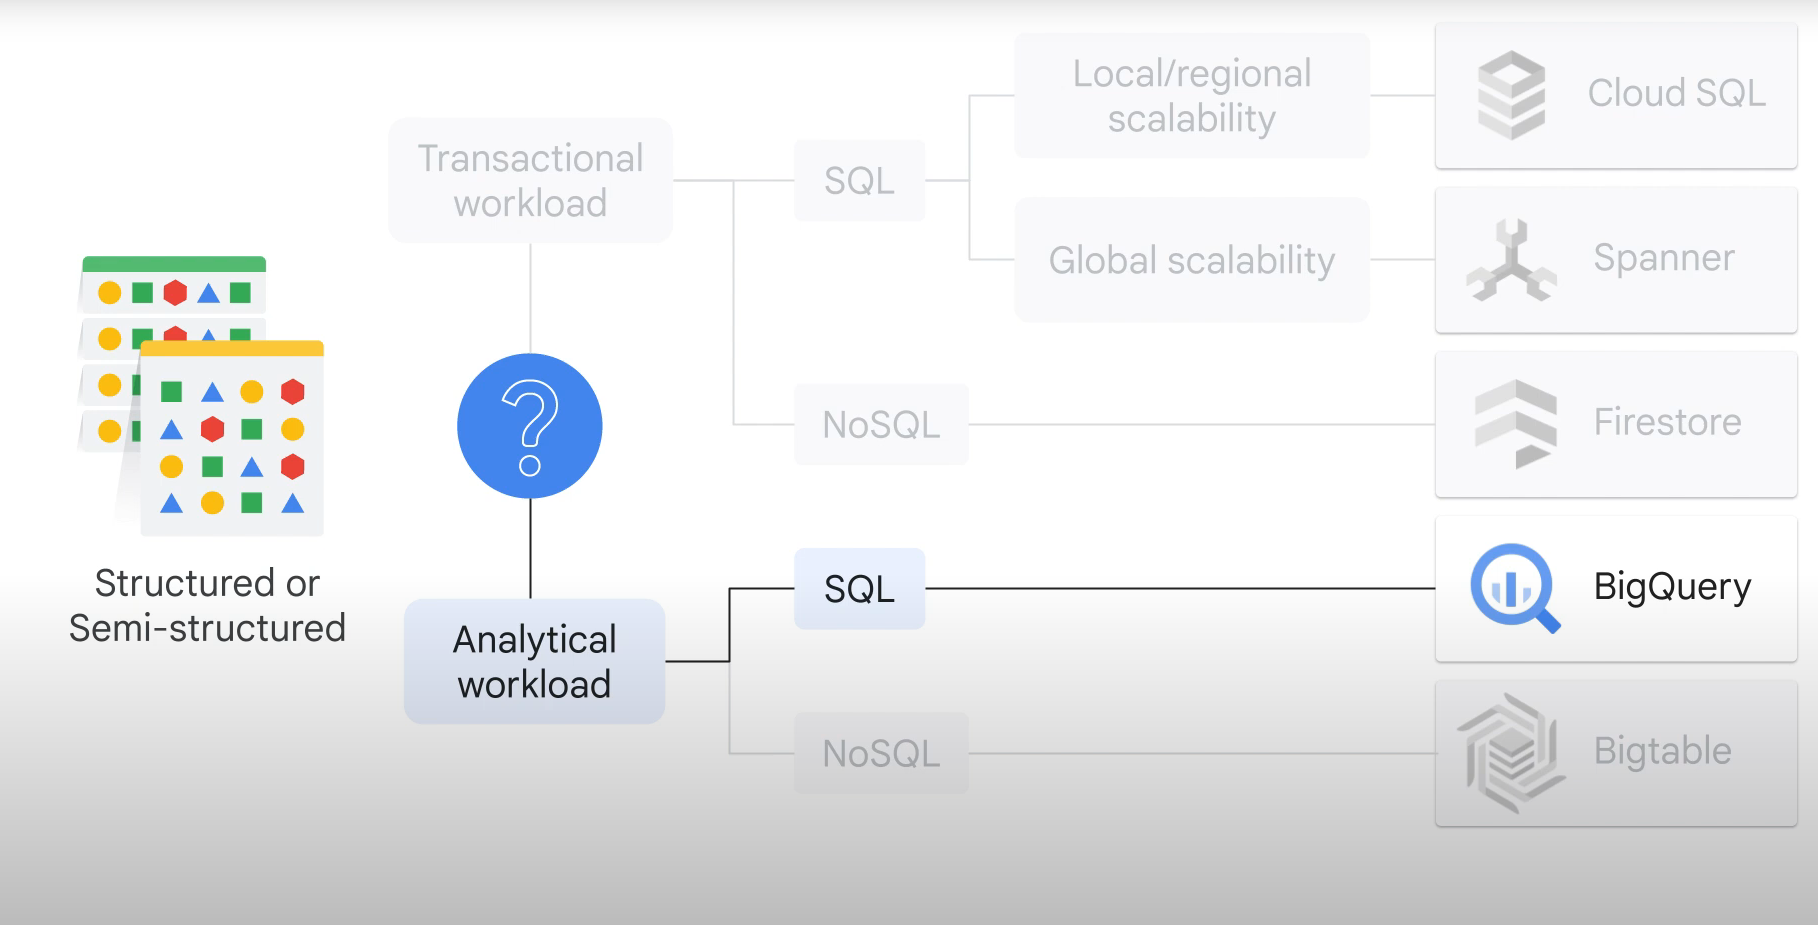 Local/regional
scalability
Cloud SQL
Transactional
workload
SQL
Global scalability
Spanner
NoSQL
Firestore
?
Structured or
Semi-structured
SQL
BigQuery
Analytical
workload
NoSQL
Bigtable